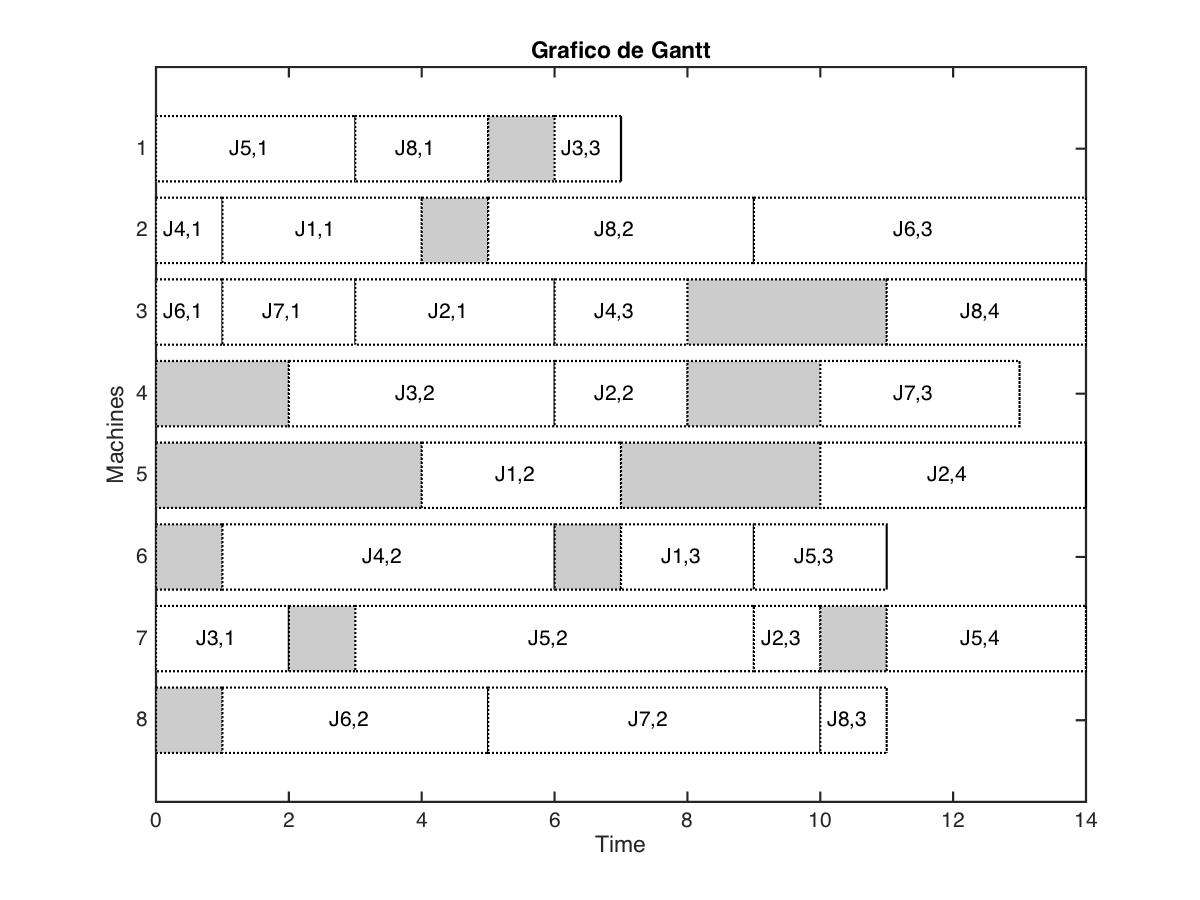 Grafico de Gantt
1 J5,1 J8,1 J3,3
2 J4,1 J1,1 J8,2 J6,3
3 J6,1 J7,1 J2,1 J4,3 J8,4
4 J3,2 J2,2 J7,3
Machines
5 J1,2 J2,4
6 J4,2 J1,3 J5,3
7 J3,1 J5,2 J2,3 J5,4
8 J6,2 J7,2 J8,3
0 2 4 6 8 10 12 14
Time